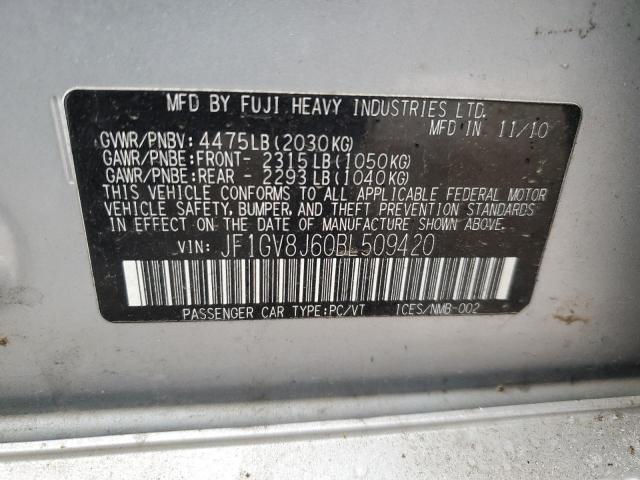 MFD BY FUJI HEAVY INDUSTRIES LTD.
MFD IN 11/10
GVWR/PNBV: 4475LB (2030KG)
GAWR/PNBE:FRONT- 2315LB (1050KG)
GAWR/PNBE:REAR - 2293LB (1040KG)
THIS VEHICLE CONFORMS TO ALL APPLICABLE FEDERAL MOTOR
VEHICLE SAFETY, BUMPER, AND THEFT PREVENTION STANDARDS
IN EFFECT ON THE DATE OF MANUFACTURE SHOWN ABOVE.
VIN: JF1GV8J60BL509420
PASSENGER CAR TYPE:PC/VT 1CES/NMB-002